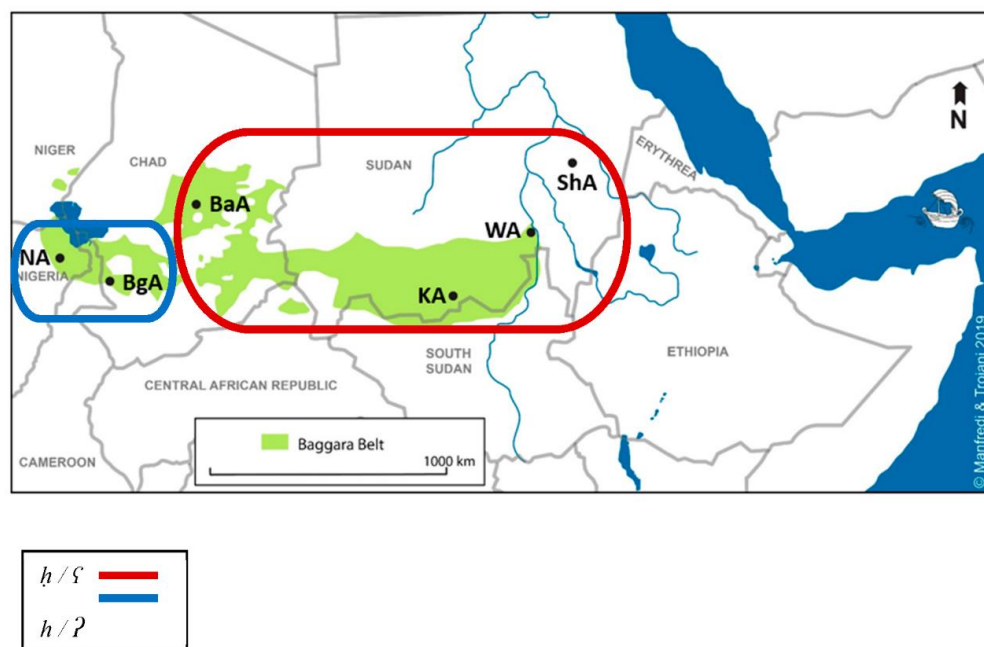 NIGER
CHAD
SUDAN
ERYTHREA
N
ShA
BaA
WA
NA
NIGERIA
BgA
KA
SOUTH
SUDAN
ETHIOPIA
CENTRAL AFRICAN REPUBLIC
CAMEROON
Baggara Belt
1000 km
© Manfredi & Troiani 2019
ḥ / ʕ
h / ʔ